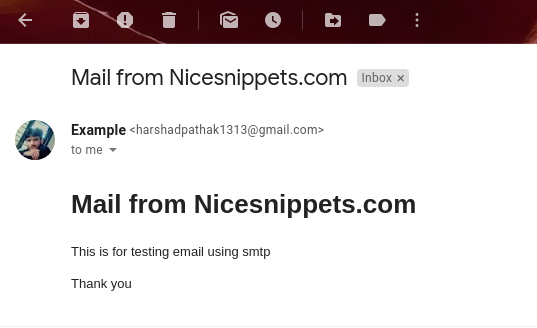 Mail from Nicesnippets.com Inbox ×
Example <harshadpathak1313@gmail.com>
to me
Mail from Nicesnippets.com
This is for testing email using smtp
Thank you